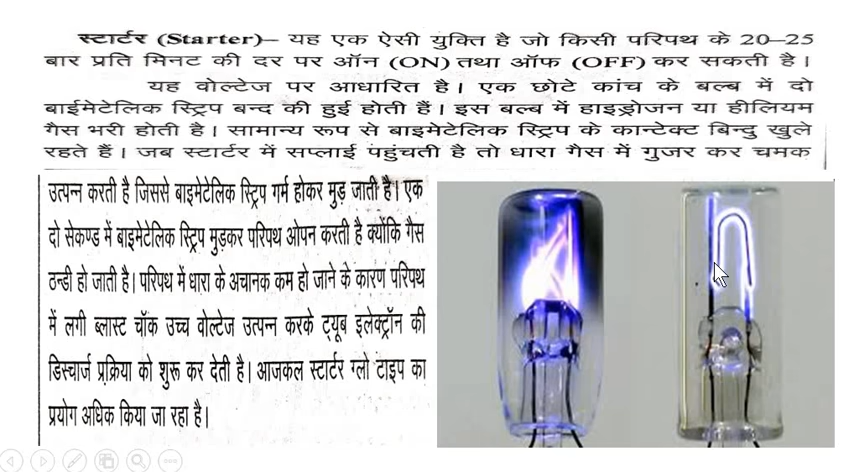 स्टार्टर (Starter)– यह एक ऐसी युक्ति है जो किसी परिपथ के 20–25
बार प्रति मिनट की दर पर ऑन (ON) तथा ऑफ (OFF) कर सकती है।
यह वोल्टेज पर आधारित है। एक छोटे कांच के बल्ब में दो
बाईमेटेलिक स्ट्रिप बन्द की हुई होती हैं। इस बल्ब में हाइड्रोजन या हीलियम
गैस भरी होती है। सामान्य रूप से बाइमेटेलिक स्ट्रिप के कान्टेक्ट बिन्दु खुले
रहते हैं। जब स्टार्टर में सप्लाई पहुंचती है तो धारा गैस में गुजर कर चमक
उत्पन्न करती है जिससे बाइमेटेलिक स्ट्रिप गर्म होकर मुड़ जाती है। एक
दो सेकण्ड में बाइमेटेलिक स्ट्रिप मुड़कर परिपथ ओपन करती है क्योंकि गैस
ठन्डी हो जाती है। परिपथ में धारा के अचानक कम हो जाने के कारण परिपथ
में लगी ब्लास्ट चॉक उच्च वोल्टेज उत्पन्न करके ट्यूब इलेक्ट्रॉन की
डिस्चार्ज प्रक्रिया को शुरू कर देती है। आजकल स्टार्टर ग्लो टाइप का
प्रयोग अधिक किया जा रहा है।